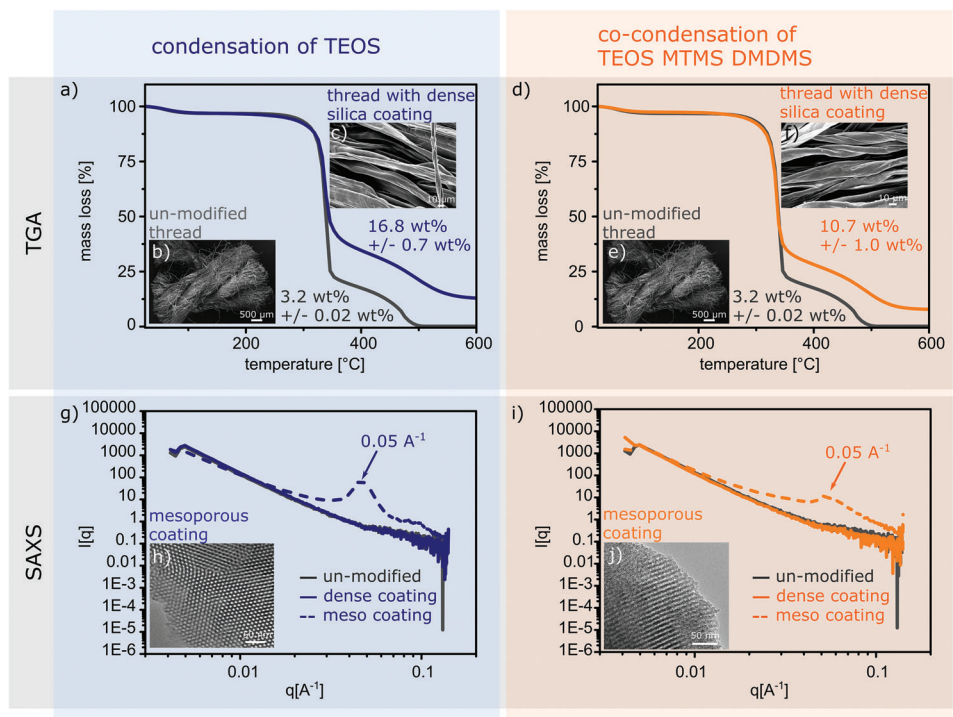 condensation of TEOS
co-condensation of
TEOS MTMS DMDMS
TGA
a)
mass loss [%]
100
75
50
25
0
200
400
600
temperature [°C]
thread with dense
silica coating
c)
10 µm
16.8 wt%
+/- 0.7 wt%
un-modified
thread
b)
500 µm
3.2 wt%
+/- 0.02 wt%
d)
mass loss [%]
100
75
50
25
0
200
400
600
temperature [°C]
thread with dense
silica coating
f)
10 µm
10.7 wt%
+/- 1.0 wt%
un-modified
thread
e)
500 µm
3.2 wt%
+/- 0.02 wt%
SAXS
g)
I[q]
100000
10000
1000
100
10
1
0.1
0.01
1E-3
1E-4
1E-5
1E-6
0.01
0.1
q[A⁻¹]
0.05 A⁻¹
mesoporous
coating
h)
50 nm
un-modified
dense coating
meso coating
i)
I[q]
100000
10000
1000
100
10
1
0.1
0.01
1E-3
1E-4
1E-5
1E-6
0.01
0.1
q[A⁻¹]
0.05 A⁻¹
mesoporous
coating
j)
50 nm
un-modified
dense coating
meso coating